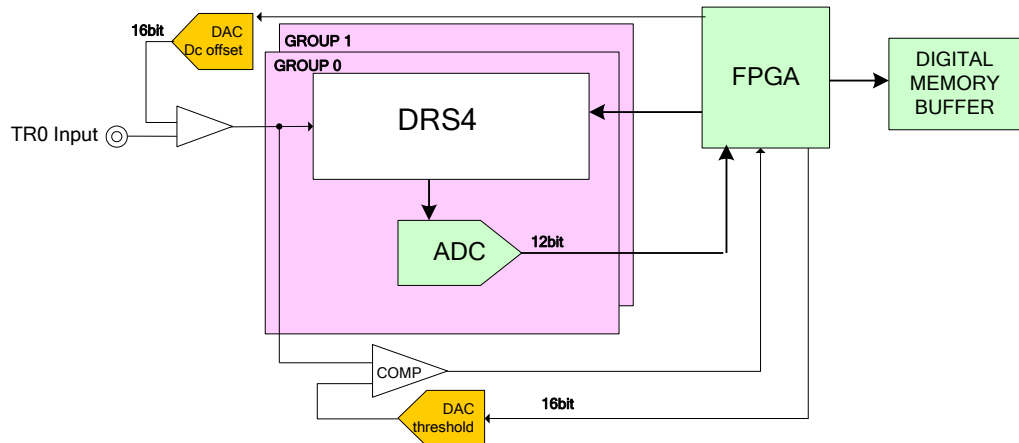 16bit
DAC
Dc offset
GROUP 1
GROUP 0
FPGA
DIGITAL
MEMORY
BUFFER
TR0 Input
DRS4
ADC
12bit
COMP
DAC
threshold
16bit